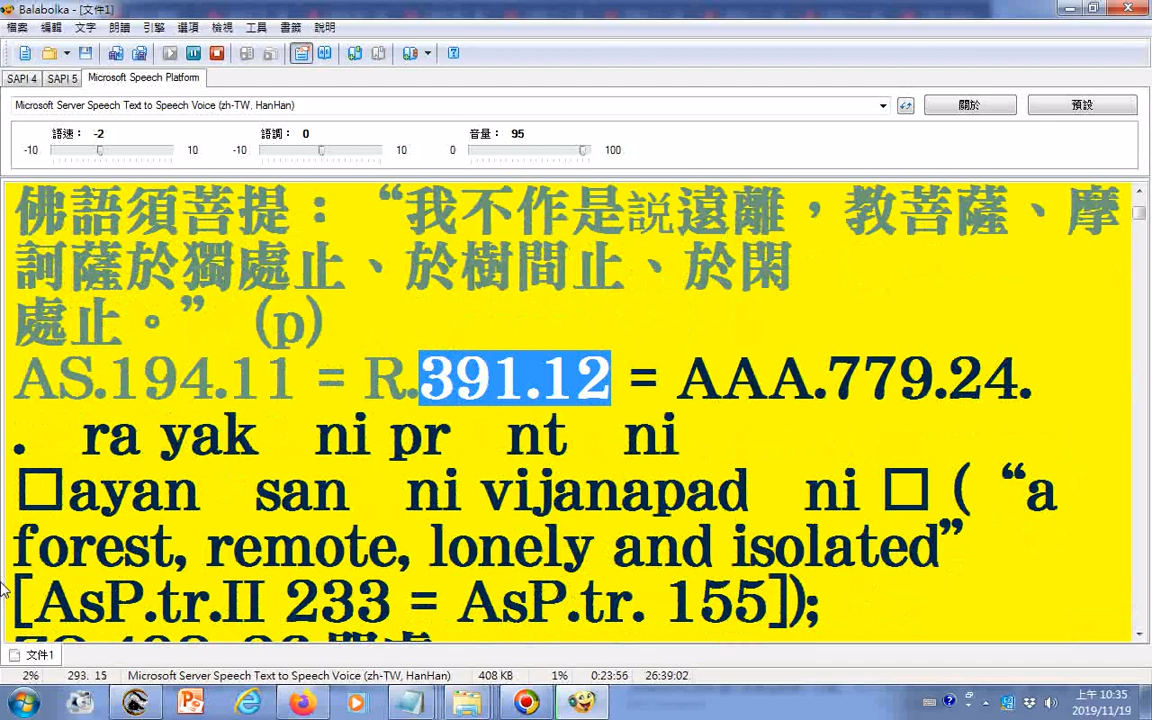 Balabolka - [文件1]
檔案 編輯 文字 朗讀 引擎 選項 檢視 工具 書籤 說明
SAPI 4 SAPI 5 Microsoft Speech Platform
Microsoft Server Speech Text to Speech Voice (zh-TW, HanHan) 關於 預設
語速： -2 語調： 0 音量： 95
-10 10 -10 10 0 100
佛語須菩提：“我不作是説遠離，教菩薩、摩
訶薩於獨處止、於樹間止、於閑
處止。” (p)
AS.194.11 = R.391.12 = AAA.779.24.
. ra yak ni pr nt ni
□ayan san ni vijanapad ni □ ( “a
forest, remote, lonely and isolated”
[AsP.tr.II 233 = AsP.tr. 155]);
文件1
2% 293. 15 Microsoft Server Speech Text to Speech Voice (zh-TW, HanHan) 408 KB 1% 0:23:56 26:39:02
上午 10:35
2019/11/19